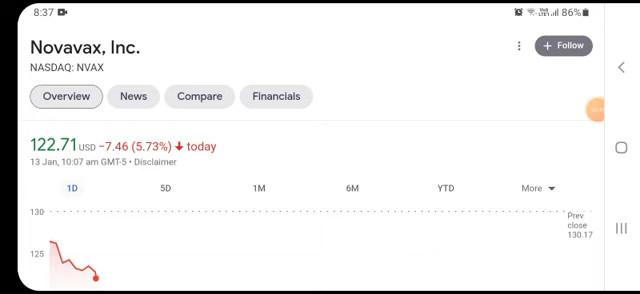 8:37 86%
Novavax, Inc.
NASDAQ: NVAX
Follow
Overview News Compare Financials
122.71 USD −7.46 (5.73%) today
13 Jan, 10:07 am GMT-5 • Disclaimer
1D 5D 1M 6M YTD More
130
Prev
close
130.17
125